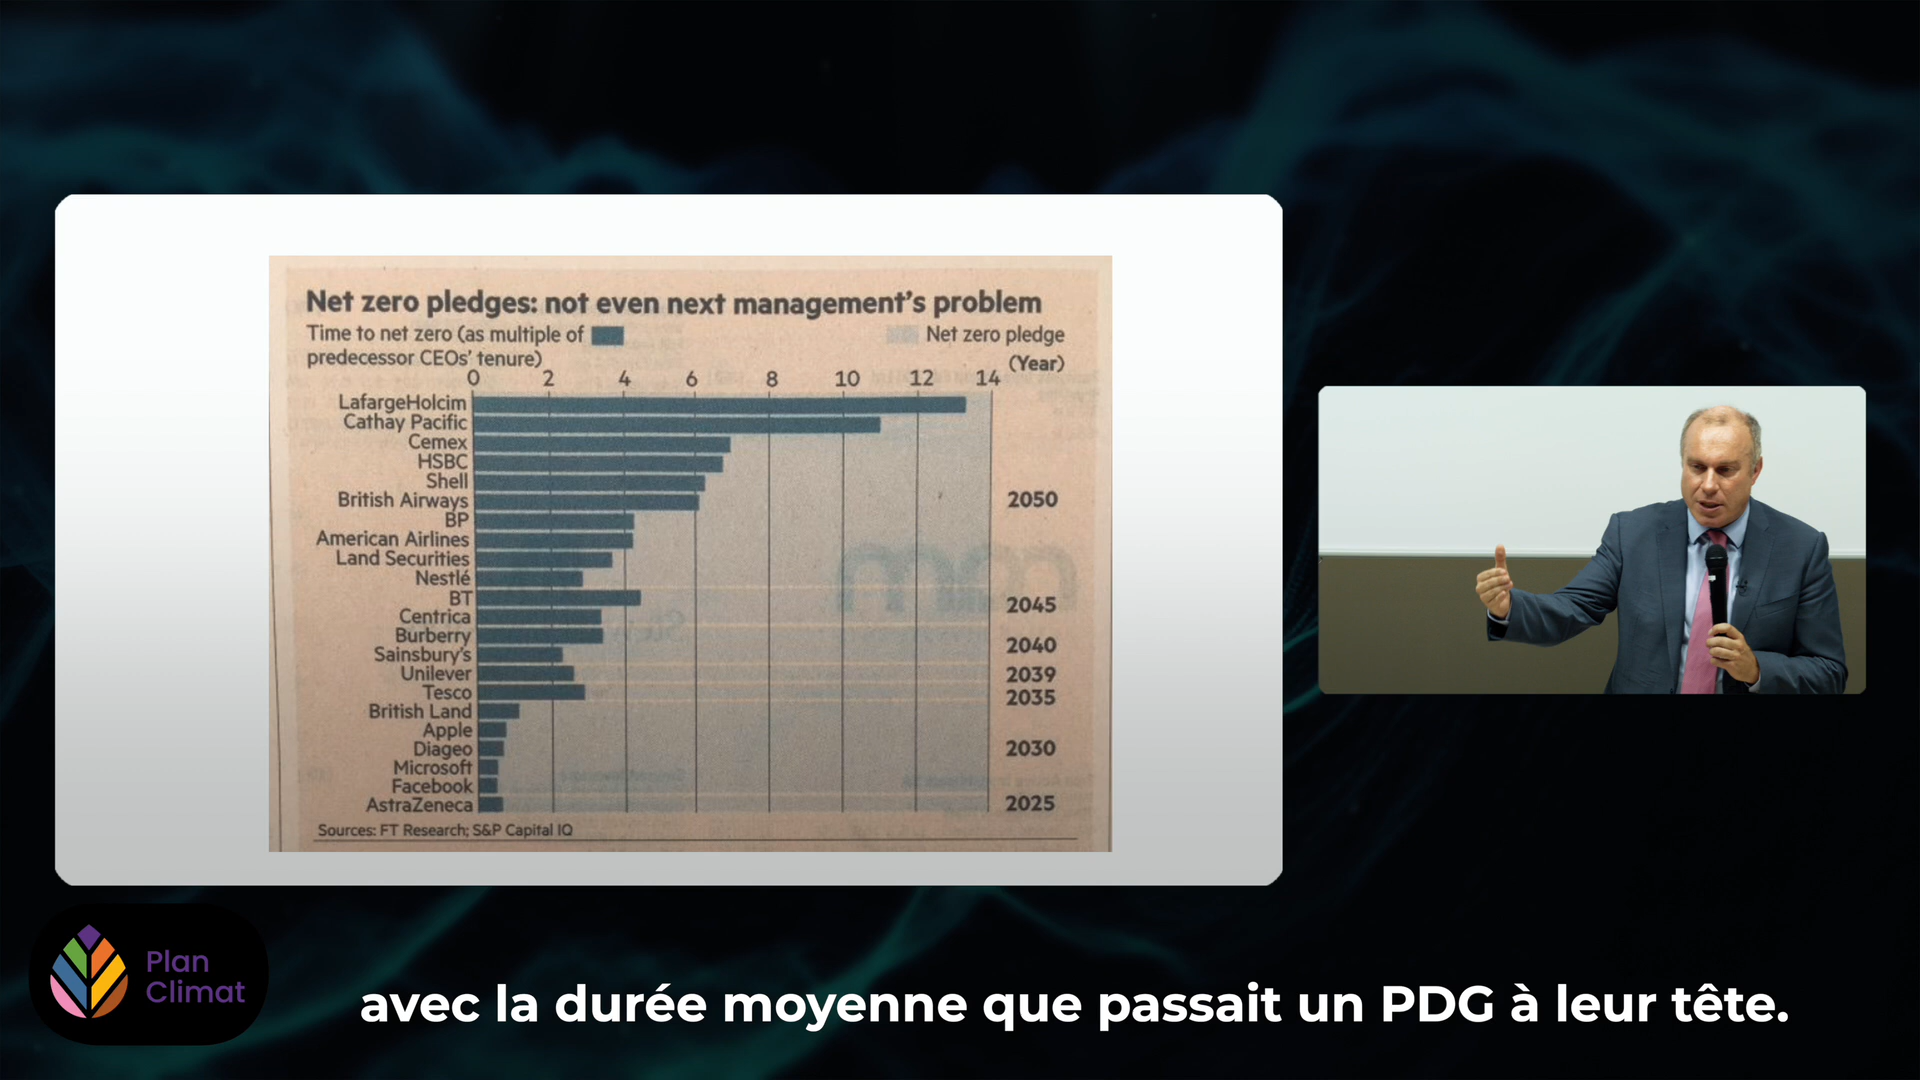 Net zero pledges: not even next management's problem
Time to net zero (as multiple of
predecessor CEOs' tenure)
Net zero pledge
(Year)
0 2 4 6 8 10 12 14
LafargeHolcim
Cathay Pacific
Cemex
HSBC
Shell
British Airways
2050
BP
American Airlines
Land Securities
Nestlé
BT
2045
Centrica
Burberry
2040
Sainsbury's
Unilever
2039
Tesco
2035
British Land
Apple
Diageo
2030
Microsoft
Facebook
AstraZeneca
2025
Sources: FT Research; S&P Capital IQ
Plan
Climat
avec la durée moyenne que passait un PDG à leur tête.